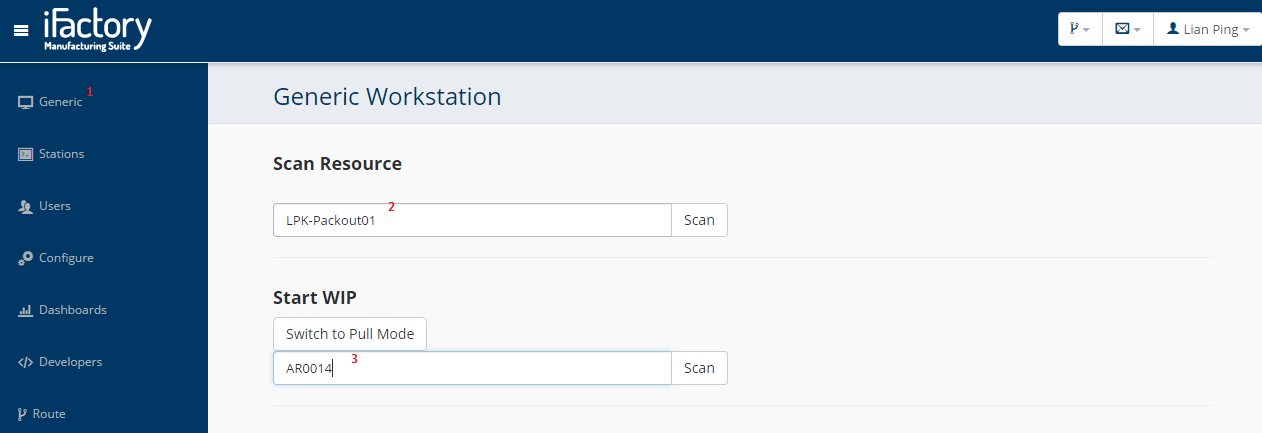 iFactory
Manufacturing Suite
Lian Ping
Generic 1
Stations
Users
Configure
Dashboards
Developers
Route
Generic Workstation
Scan Resource
LPK-Packout01 2
Scan
Start WIP
Switch to Pull Mode
AR0014 3
Scan